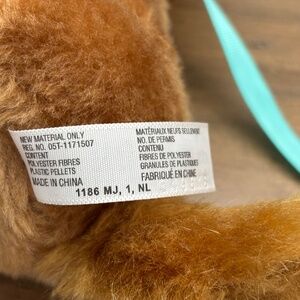 NEW MATERIAL ONLY
REG. NO. 05T-1171507
CONTENT
POLYESTER FIBRES
PLASTIC PELLETS
MADE IN CHINA
MATÉRIAUX NEUFS SEULEMENT
NO. DE PERMIS
CONTENU
FIBRES DE POLYESTER
GRANULES DE PLASTIQUES
FABRIQUÉ EN CHINE
1186 MJ, 1, NL